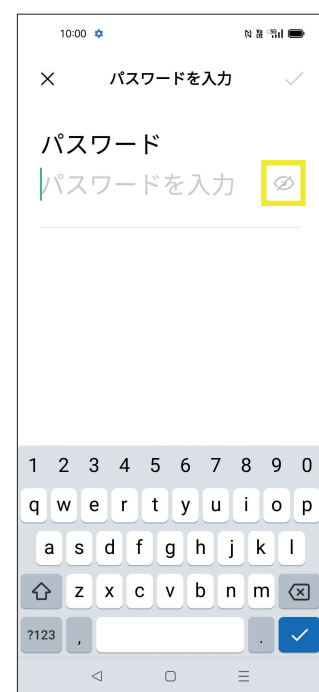 10:00
パスワードを入力
パスワード
パスワードを入力
1 2 3 4 5 6 7 8 9 0
q w e r t y u i o p
a s d f g h j k l
z x c v b n m
?123 , .